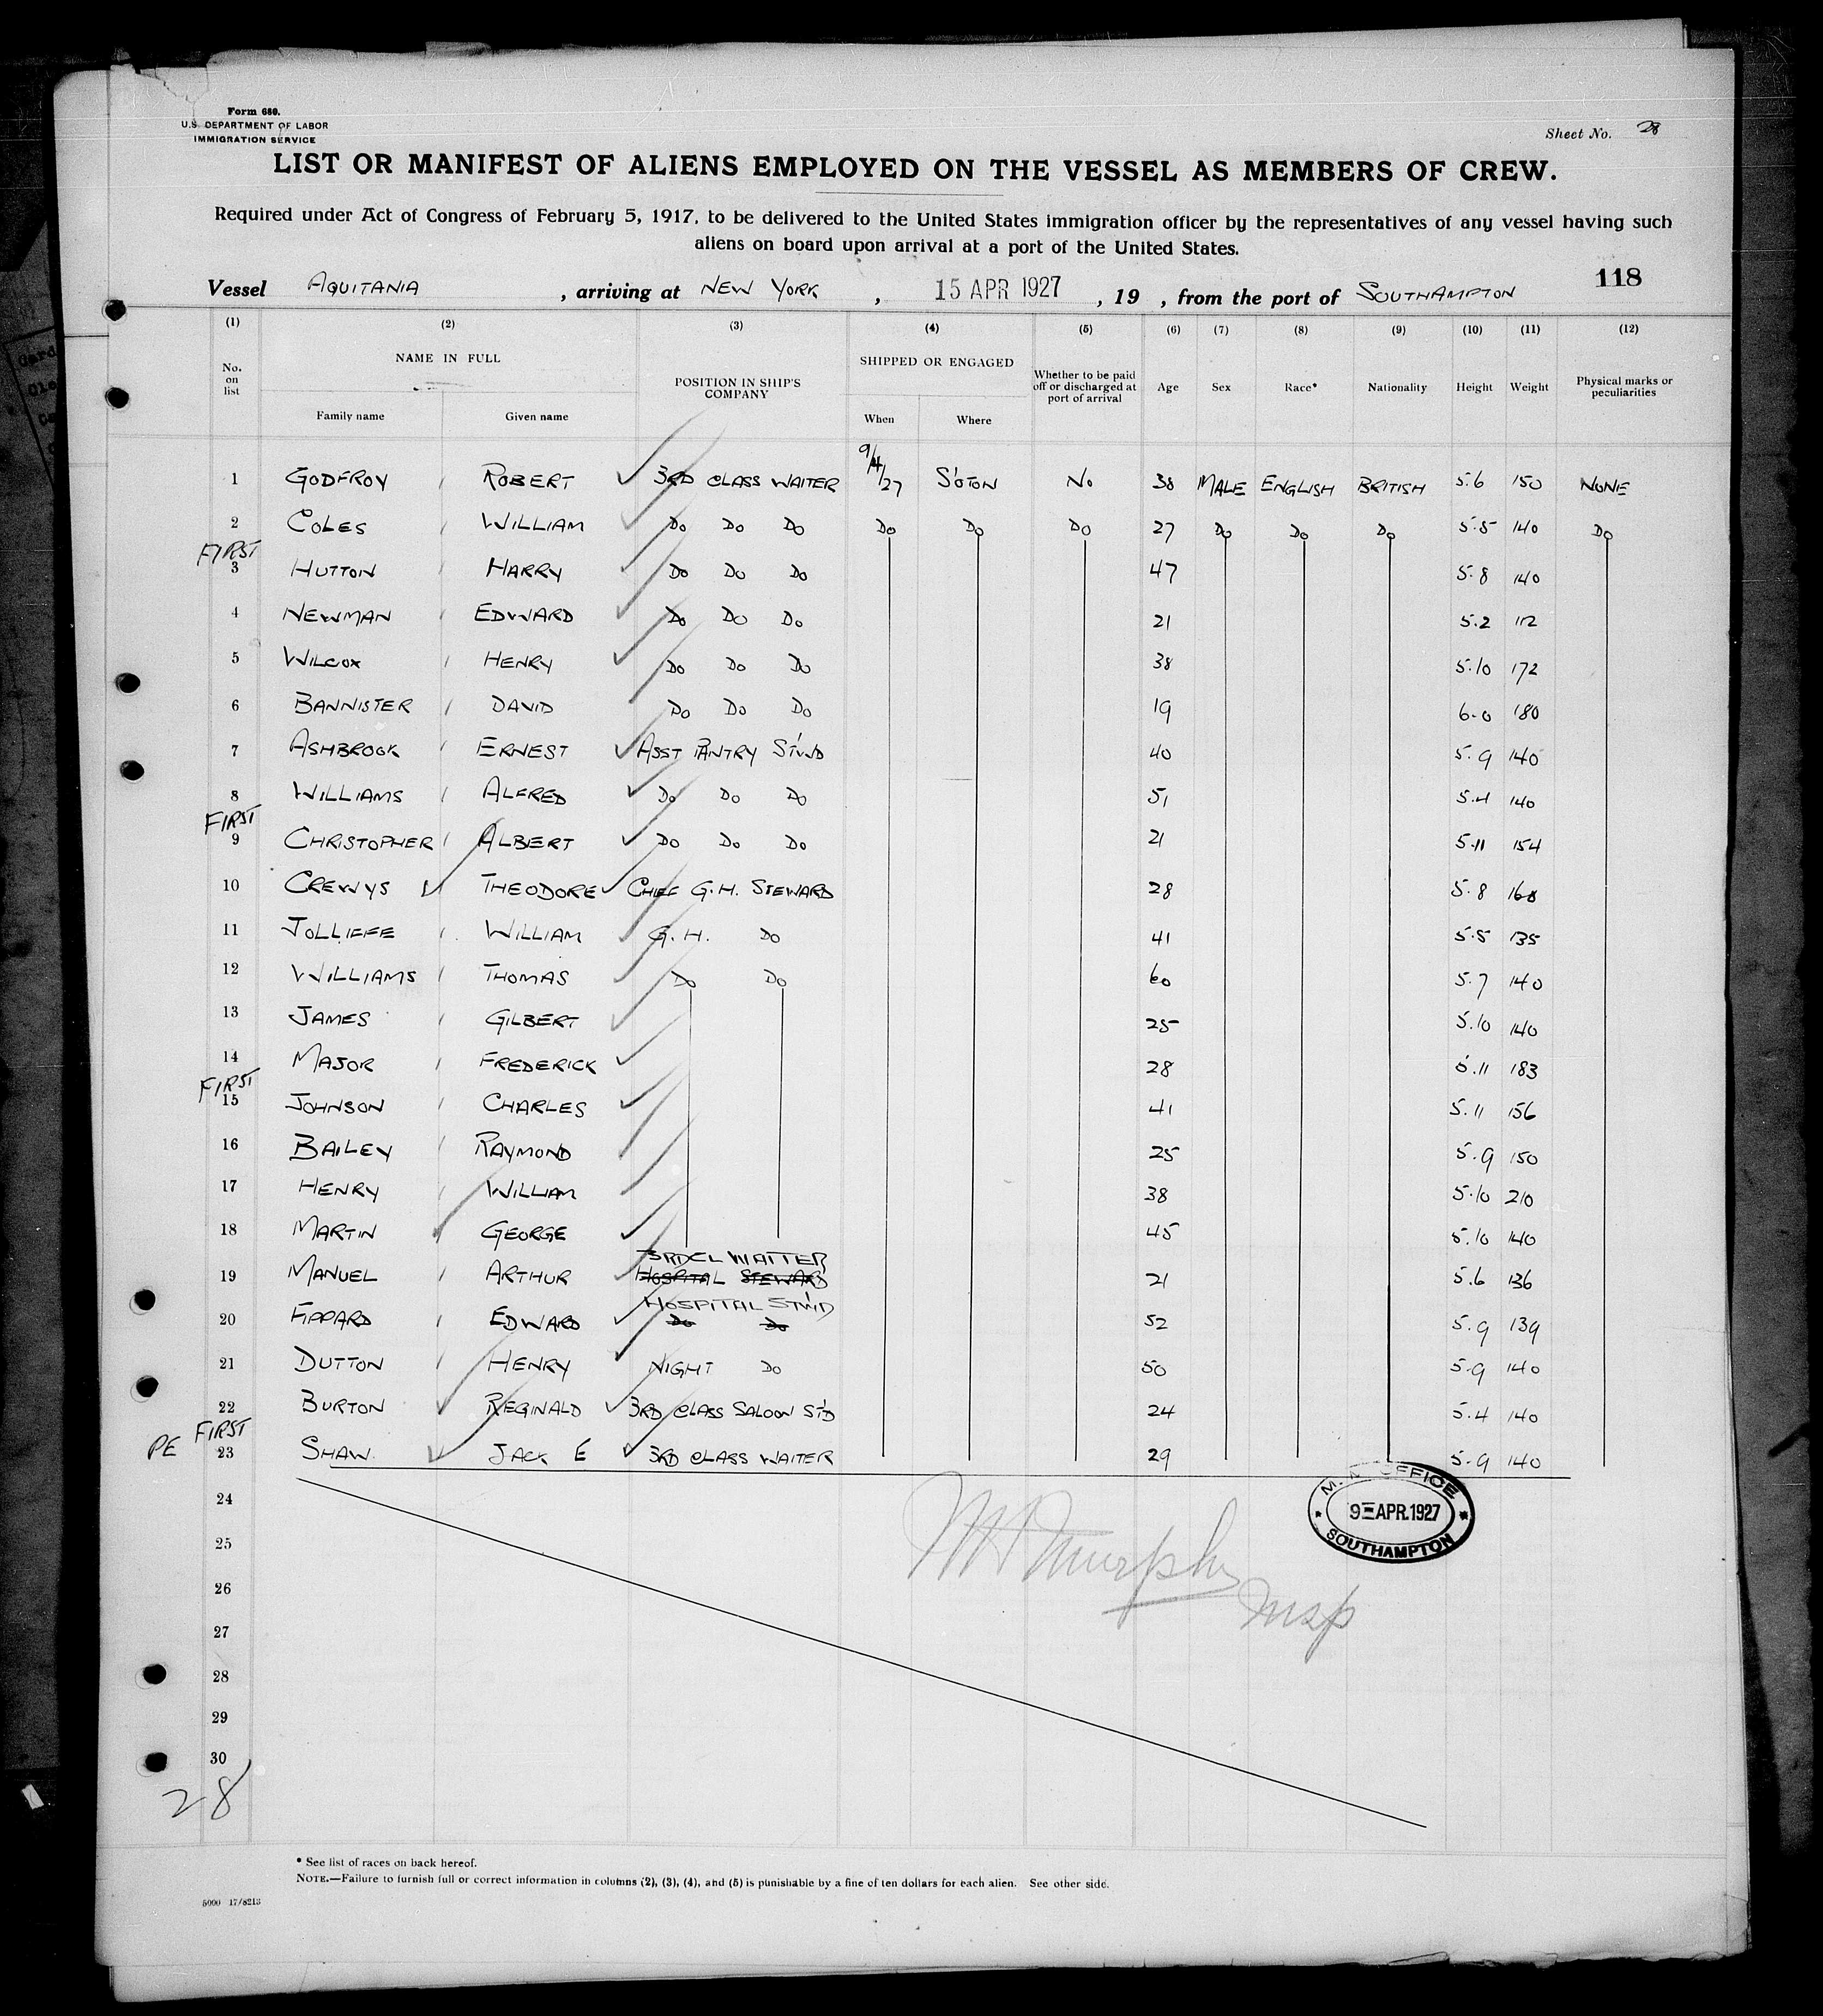 Form 680.
U.S. DEPARTMENT OF LABOR
IMMIGRATION SERVICE
Sheet No. 28
LIST OR MANIFEST OF ALIENS EMPLOYED ON THE VESSEL AS MEMBERS OF CREW.
Required under Act of Congress of February 5, 1917, to be delivered to the United States immigration officer by the representatives of any vessel having such
aliens on board upon arrival at a port of the United States.
118
Vessel AQUITANIA, arriving at NEW YORK, 15 APR 1927, 19 , from the port of SOUTHAMPTON
(1) (2) (3) (4) (5) (6) (7) (8) (9) (10) (11) (12)
No. on list NAME IN FULL Family name Given name POSITION IN SHIP'S COMPANY SHIPPED OR ENGAGED When Where Whether to be paid off or discharged at port of arrival Age Sex Race* Nationality Height Weight Physical marks or peculiarities
1 GODFROY ROBERT 3RD CLASS WAITER 9/4/27 S'OTON No 38 MALE ENGLISH BRITISH 5.6 150 NONE
2 COLES WILLIAM Do Do Do Do Do Do 27 Do Do Do 5.5 140 Do
FIRST
3 HUTTON HARRY Do Do Do 47 5.8 140
4 NEWMAN EDWARD Do Do Do 21 5.2 112
5 WILCOX HENRY Do Do Do 38 5.10 172
6 BANNISTER DAVID Do Do Do 19 6.0 180
7 ASHBROOK ERNEST ASST PANTRY ST'WD 40 5.9 140
8 WILLIAMS ALFRED Do Do Do 51 5.4 140
FIRST
9 CHRISTOPHER ALBERT Do Do Do 21 5.11 154
10 CREWYS THEODORE CHIEF G.H. STEWARD 28 5.8 168
11 JOLLIFFE WILLIAM G.H. Do 41 5.5 135
12 WILLIAMS THOMAS Do Do 60 5.7 140
13 JAMES GILBERT 25 5.10 140
14 MAJOR FREDERICK 28 5.11 183
FIRST
15 JOHNSON CHARLES 41 5.11 156
16 BAILEY RAYMOND 25 5.9 150
17 HENRY WILLIAM 38 5.10 210
18 MARTIN GEORGE 45 5.10 140
3RD CL WAITER
19 MANUEL ARTHUR HOSPITAL STEWARD 21 5.6 136
HOSPITAL ST'WD
20 FIPPARD EDWARD Do Do 52 5.9 139
21 DUTTON HENRY NIGHT Do 50 5.9 140
22 BURTON REGINALD 3RD CLASS SALOON ST'D 24 5.4 140
FIRST
PE 23 SHAW JACK E 3RD CLASS WAITER 29 5.9 140
24
OFFICE
9 APR. 1927
SOUTHAMPTON
25
Murphy
26
27
28
29
30
28
* See list of races on back hereof.
NOTE.—Failure to furnish full or correct information in columns (2), (3), (4), and (5) is punishable by a fine of ten dollars for each alien. See other side.
5000 17/8213